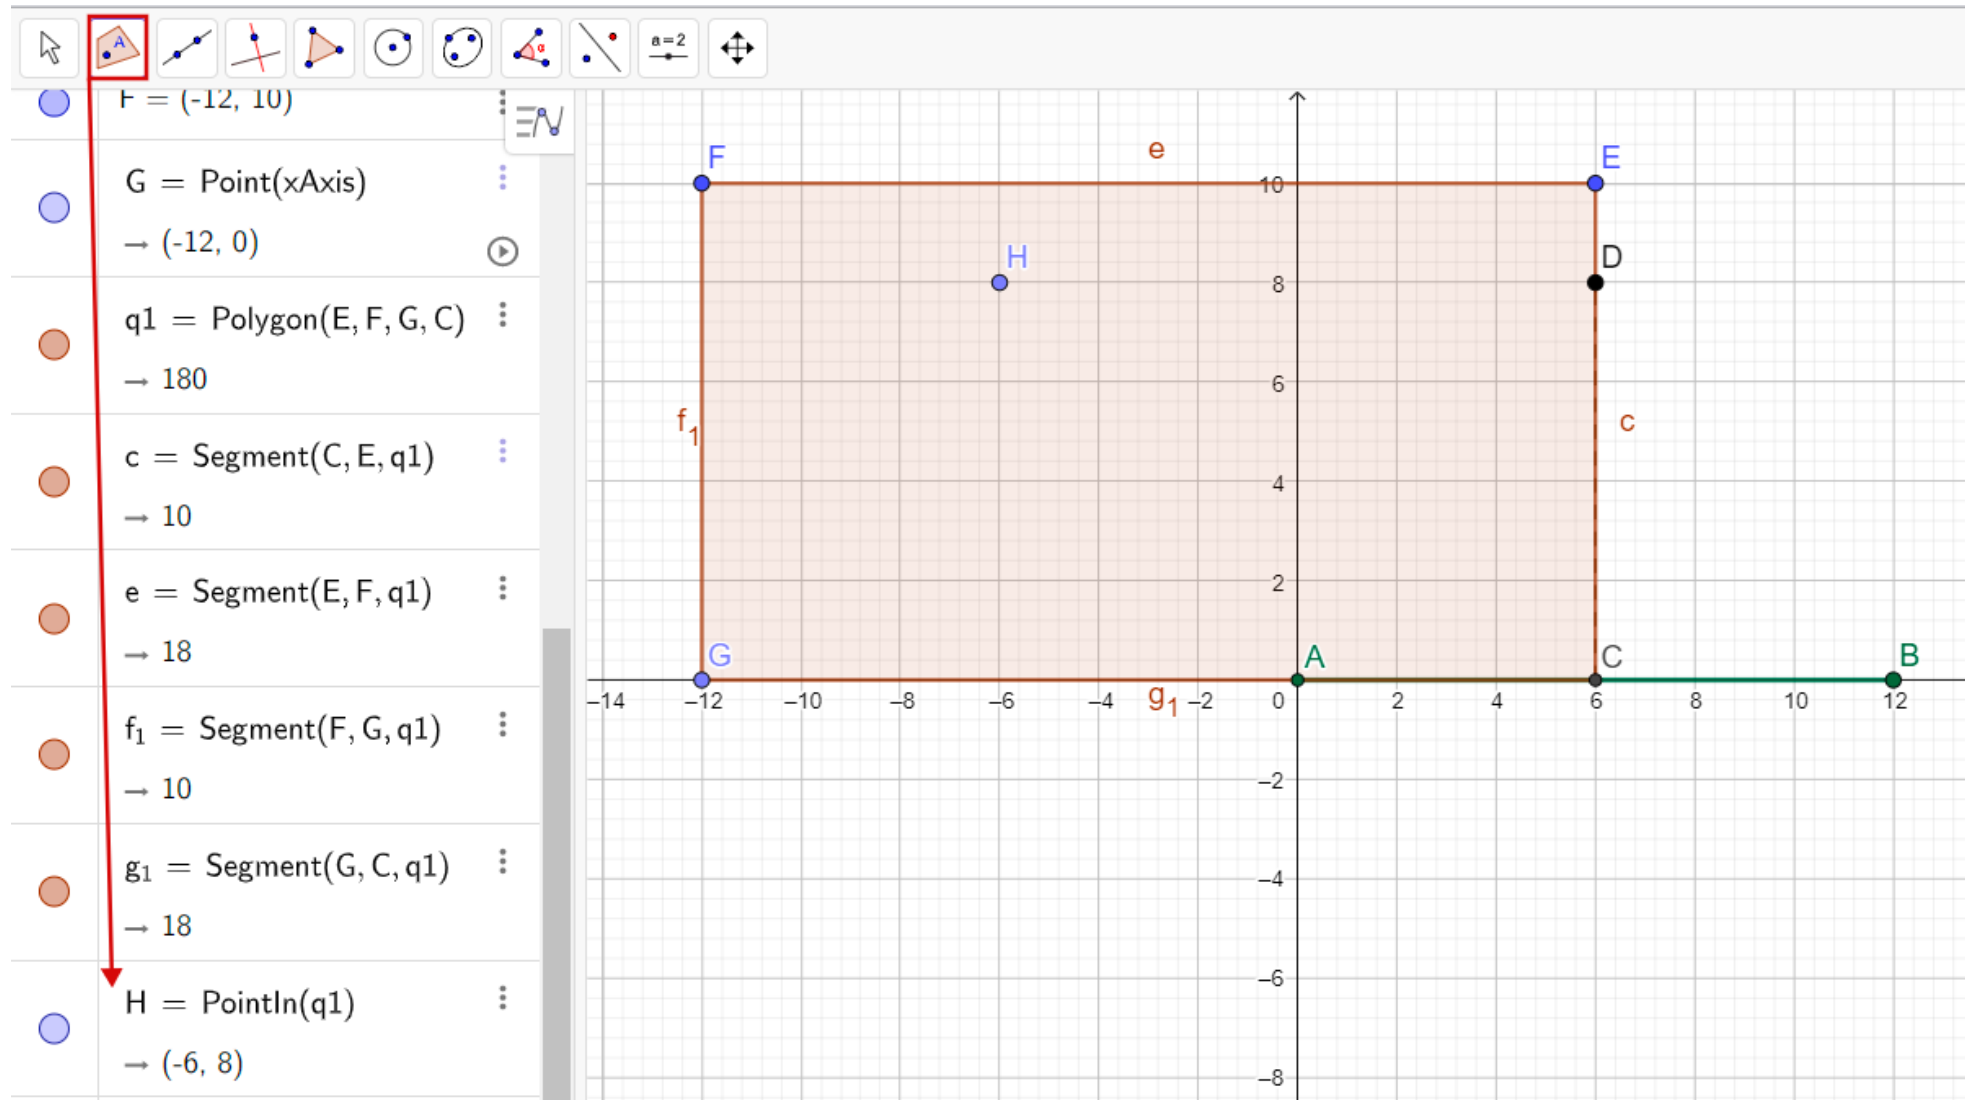 A
α
a=2
F = (-12, 10)
G = Point(xAxis)
→ (-12, 0)
q1 = Polygon(E, F, G, C)
→ 180
c = Segment(C, E, q1)
→ 10
e = Segment(E, F, q1)
→ 18
f₁ = Segment(F, G, q1)
→ 10
g₁ = Segment(G, C, q1)
→ 18
H = PointIn(q1)
→ (-6, 8)
e
F
E
10
H
D
8
6
f₁
c
4
2
G
A
C
B
–14
–12
–10
–8
–6
–4
g₁
–2
0
2
4
6
8
10
12
–2
–4
–6
–8